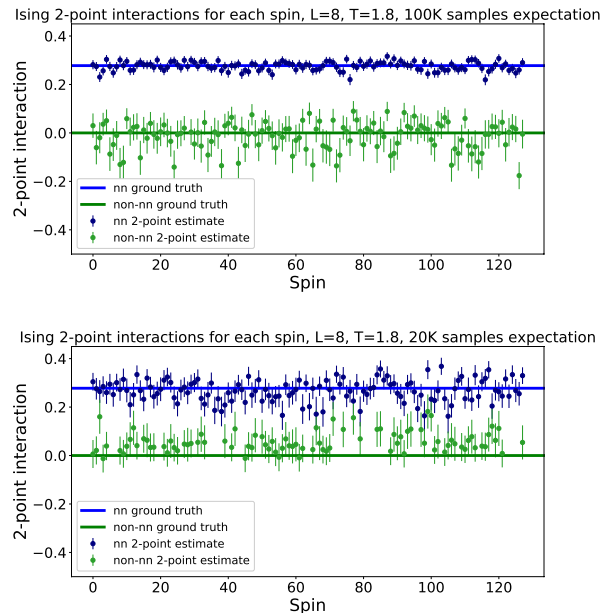 Ising 2-point interactions for each spin, L=8, T=1.8, 100K samples expectation
0.4
0.2
0.0
−0.2
−0.4
2-point interaction
nn ground truth
non-nn ground truth
nn 2-point estimate
non-nn 2-point estimate
0 20 40 60 80 100 120
Spin
Ising 2-point interactions for each spin, L=8, T=1.8, 20K samples expectation
0.4
0.2
0.0
−0.2
−0.4
2-point interaction
nn ground truth
non-nn ground truth
nn 2-point estimate
non-nn 2-point estimate
0 20 40 60 80 100 120
Spin